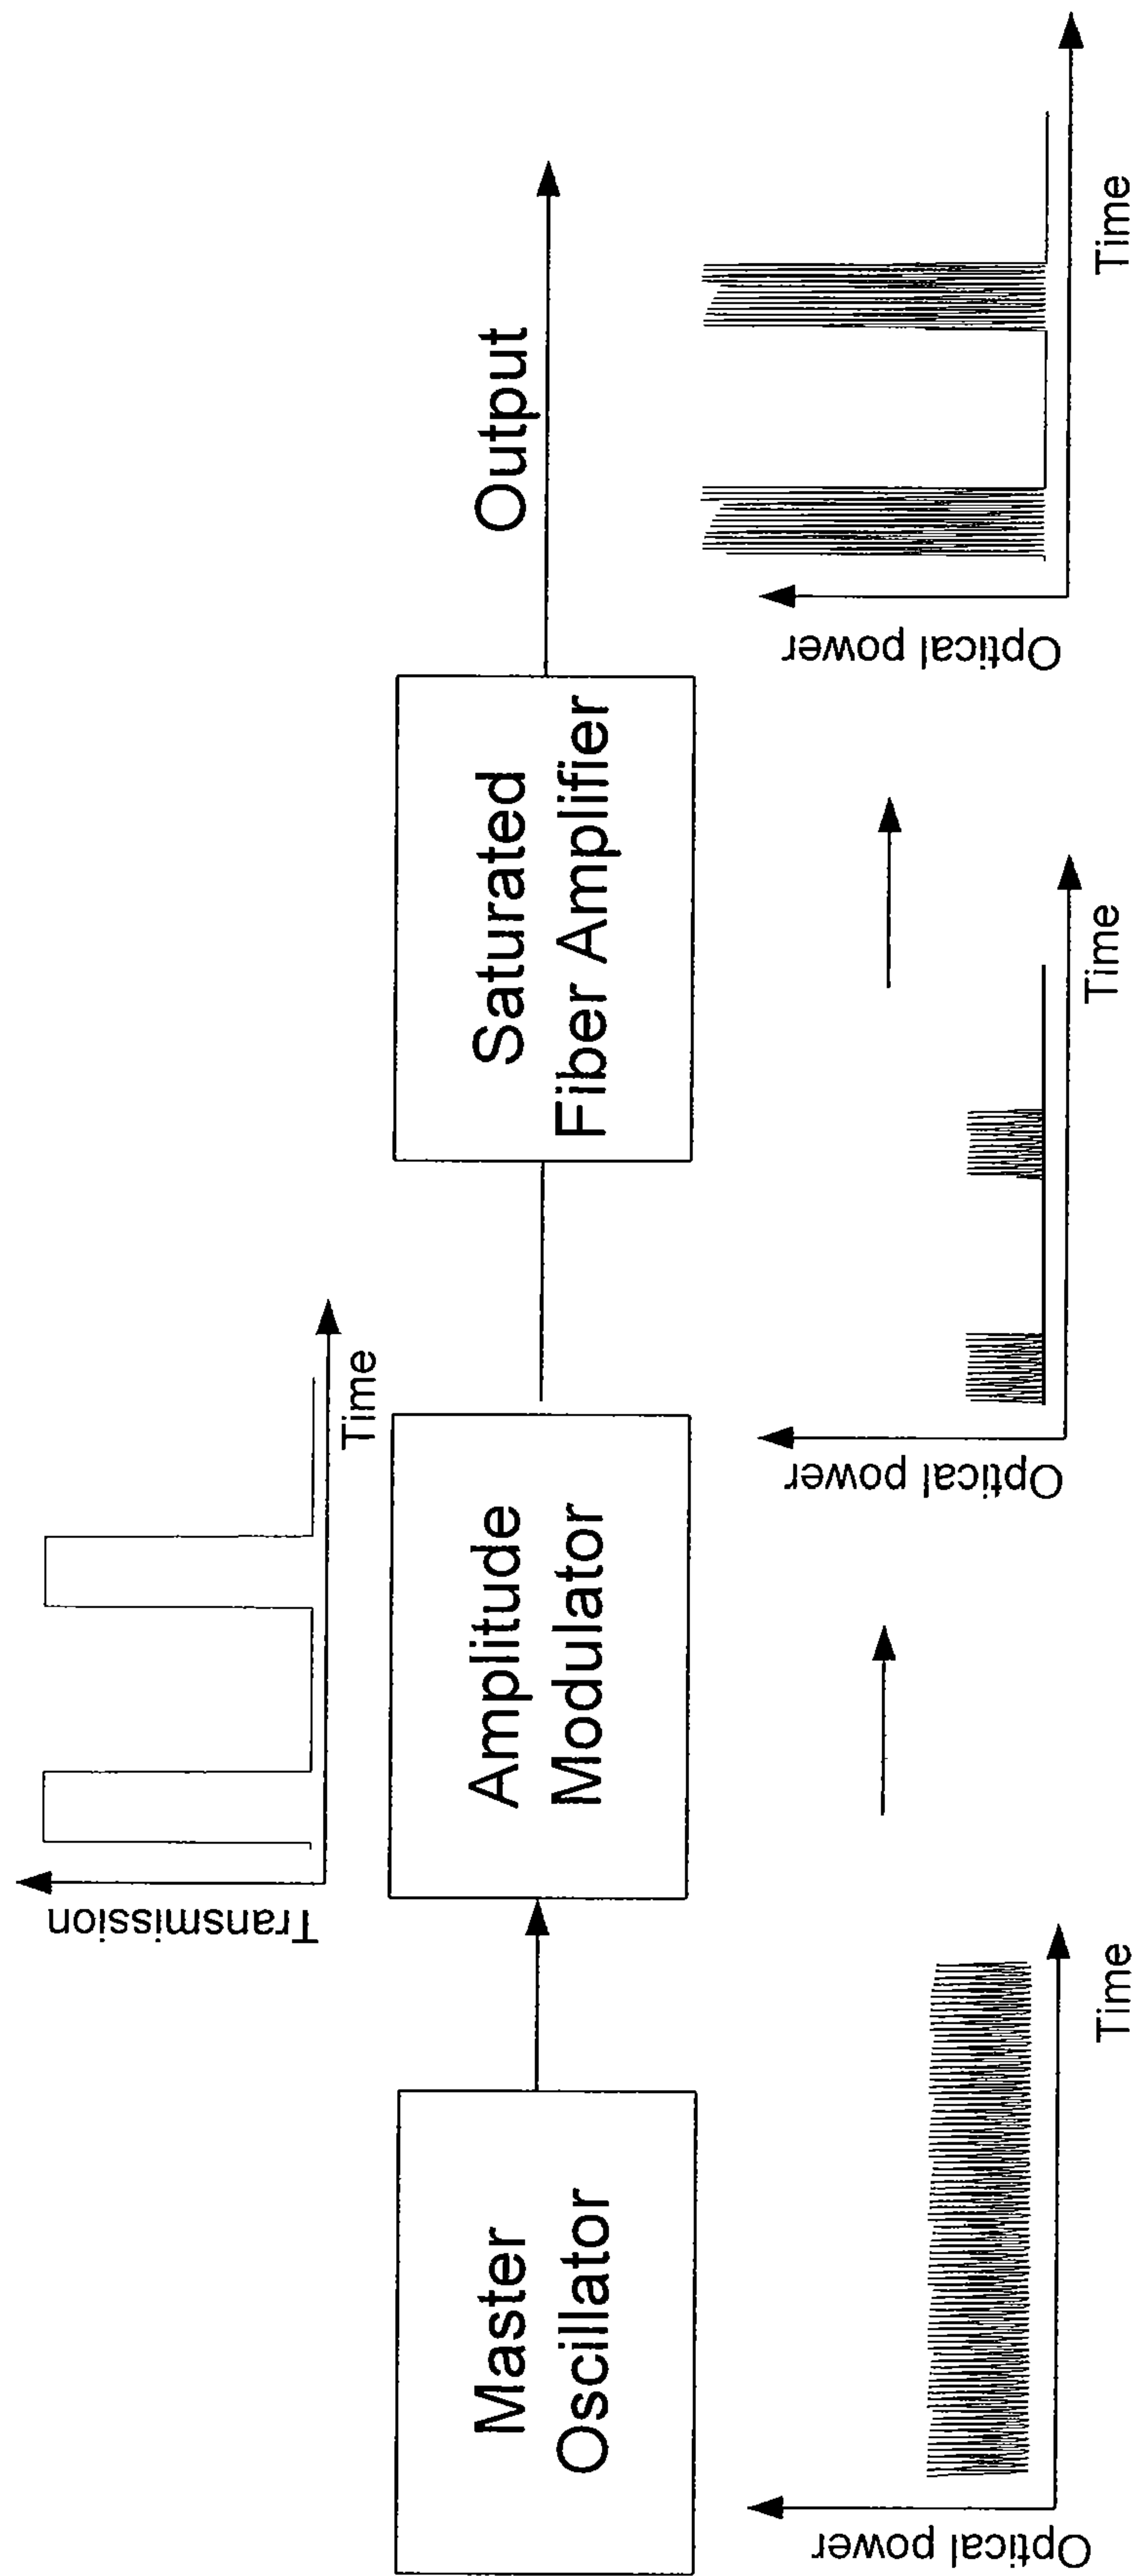 Transmission
Time
Master
Oscillator
Amplitude
Modulator
Saturated
Fiber Amplifier
Output
Optical power
Time
Optical power
Time
Optical power
Time